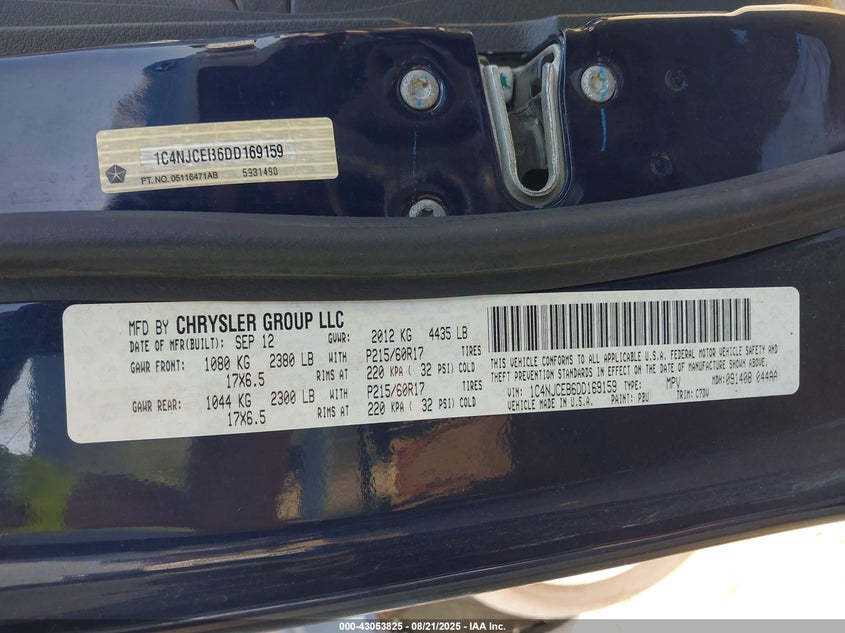 1C4NJCEB6DD169159
PT. NO. 05116471AB 5931490
MFD BY CHRYSLER GROUP LLC
DATE OF MFR(BUILT): SEP 12 GVWR: 2012 KG 4435 LB
GAWR FRONT: 1080 KG 2380 LB WITH P215/60R17 TIRES
17X6.5 RIMS AT 220 KPA ( 32 PSI) COLD
GAWR REAR: 1044 KG 2300 LB WITH P215/60R17 TIRES
17X6.5 RIMS AT 220 KPA ( 32 PSI) COLD
THIS VEHICLE CONFORMS TO ALL APPLICABLE U.S.A. FEDERAL MOTOR VEHICLE SAFETY AND
THEFT PREVENTION STANDARDS IN EFFECT ON THE DATE OF MANUFACTURE SHOWN ABOVE.
VIN: 1C4NJCEB6DD169159 TYPE: MPV MDH: 091408 044AA
VEHICLE MADE IN U.S.A. PAINT: PBU TRIM: C7DV
000-43053825 - 08/21/2025 - IAA Inc.